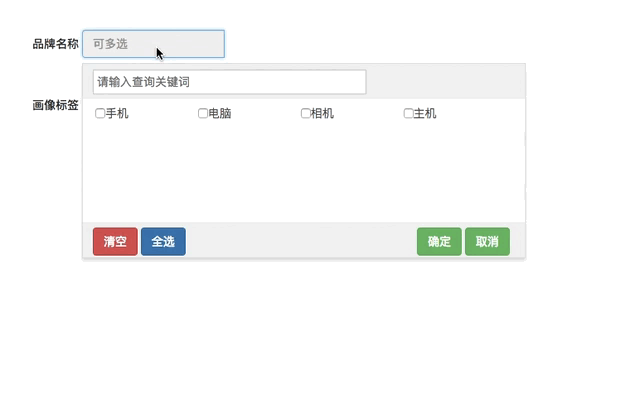 品牌名称 可多选
请输入查询关键词
画像标签
手机 电脑 相机 主机
清空 全选 确定 取消